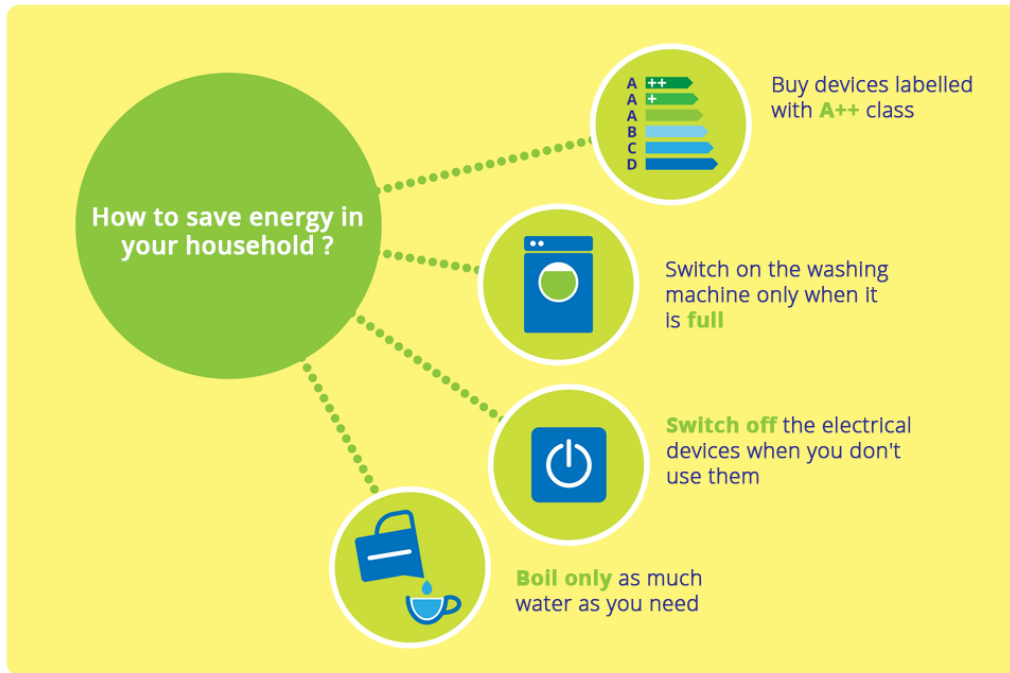 How to save energy in
your household ?
A ++
A +
A
B
C
D
Buy devices labelled
with A++ class
Switch on the washing
machine only when it
is full
Switch off the electrical
devices when you don't
use them
Boil only as much
water as you need